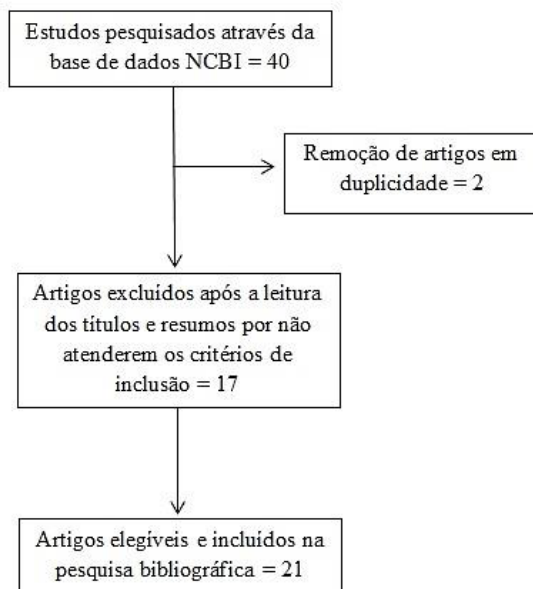 Estudos pesquisados através da
base de dados NCBI = 40
Remoção de artigos em
duplicidade = 2
Artigos excluídos após a leitura
dos títulos e resumos por não
atenderem os critérios de
inclusão = 17
Artigos elegíveis e incluídos na
pesquisa bibliográfica = 21